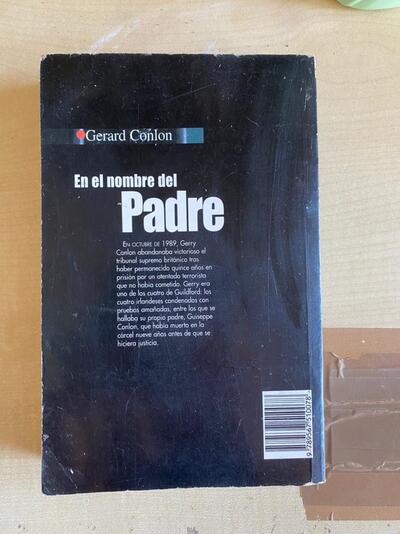 Gerard Conlon
En el nombre del
Padre
EN OCTUBRE DE 1989, Gerry
Conlon abandonaba victorioso el
tribunal supremo británico tras
haber permanecido quince años en
prisión por un atentado terrorista
que no había cometido. Gerry era
uno de los cuatro de Guildford: los
cuatro irlandeses condenados con
pruebas amañadas, entre los que se
hallaba su propio padre, Guiseppe
Conlon, que había muerto en la
cárcel nueve años antes de que se
hiciera justicia.
9 789567 510078